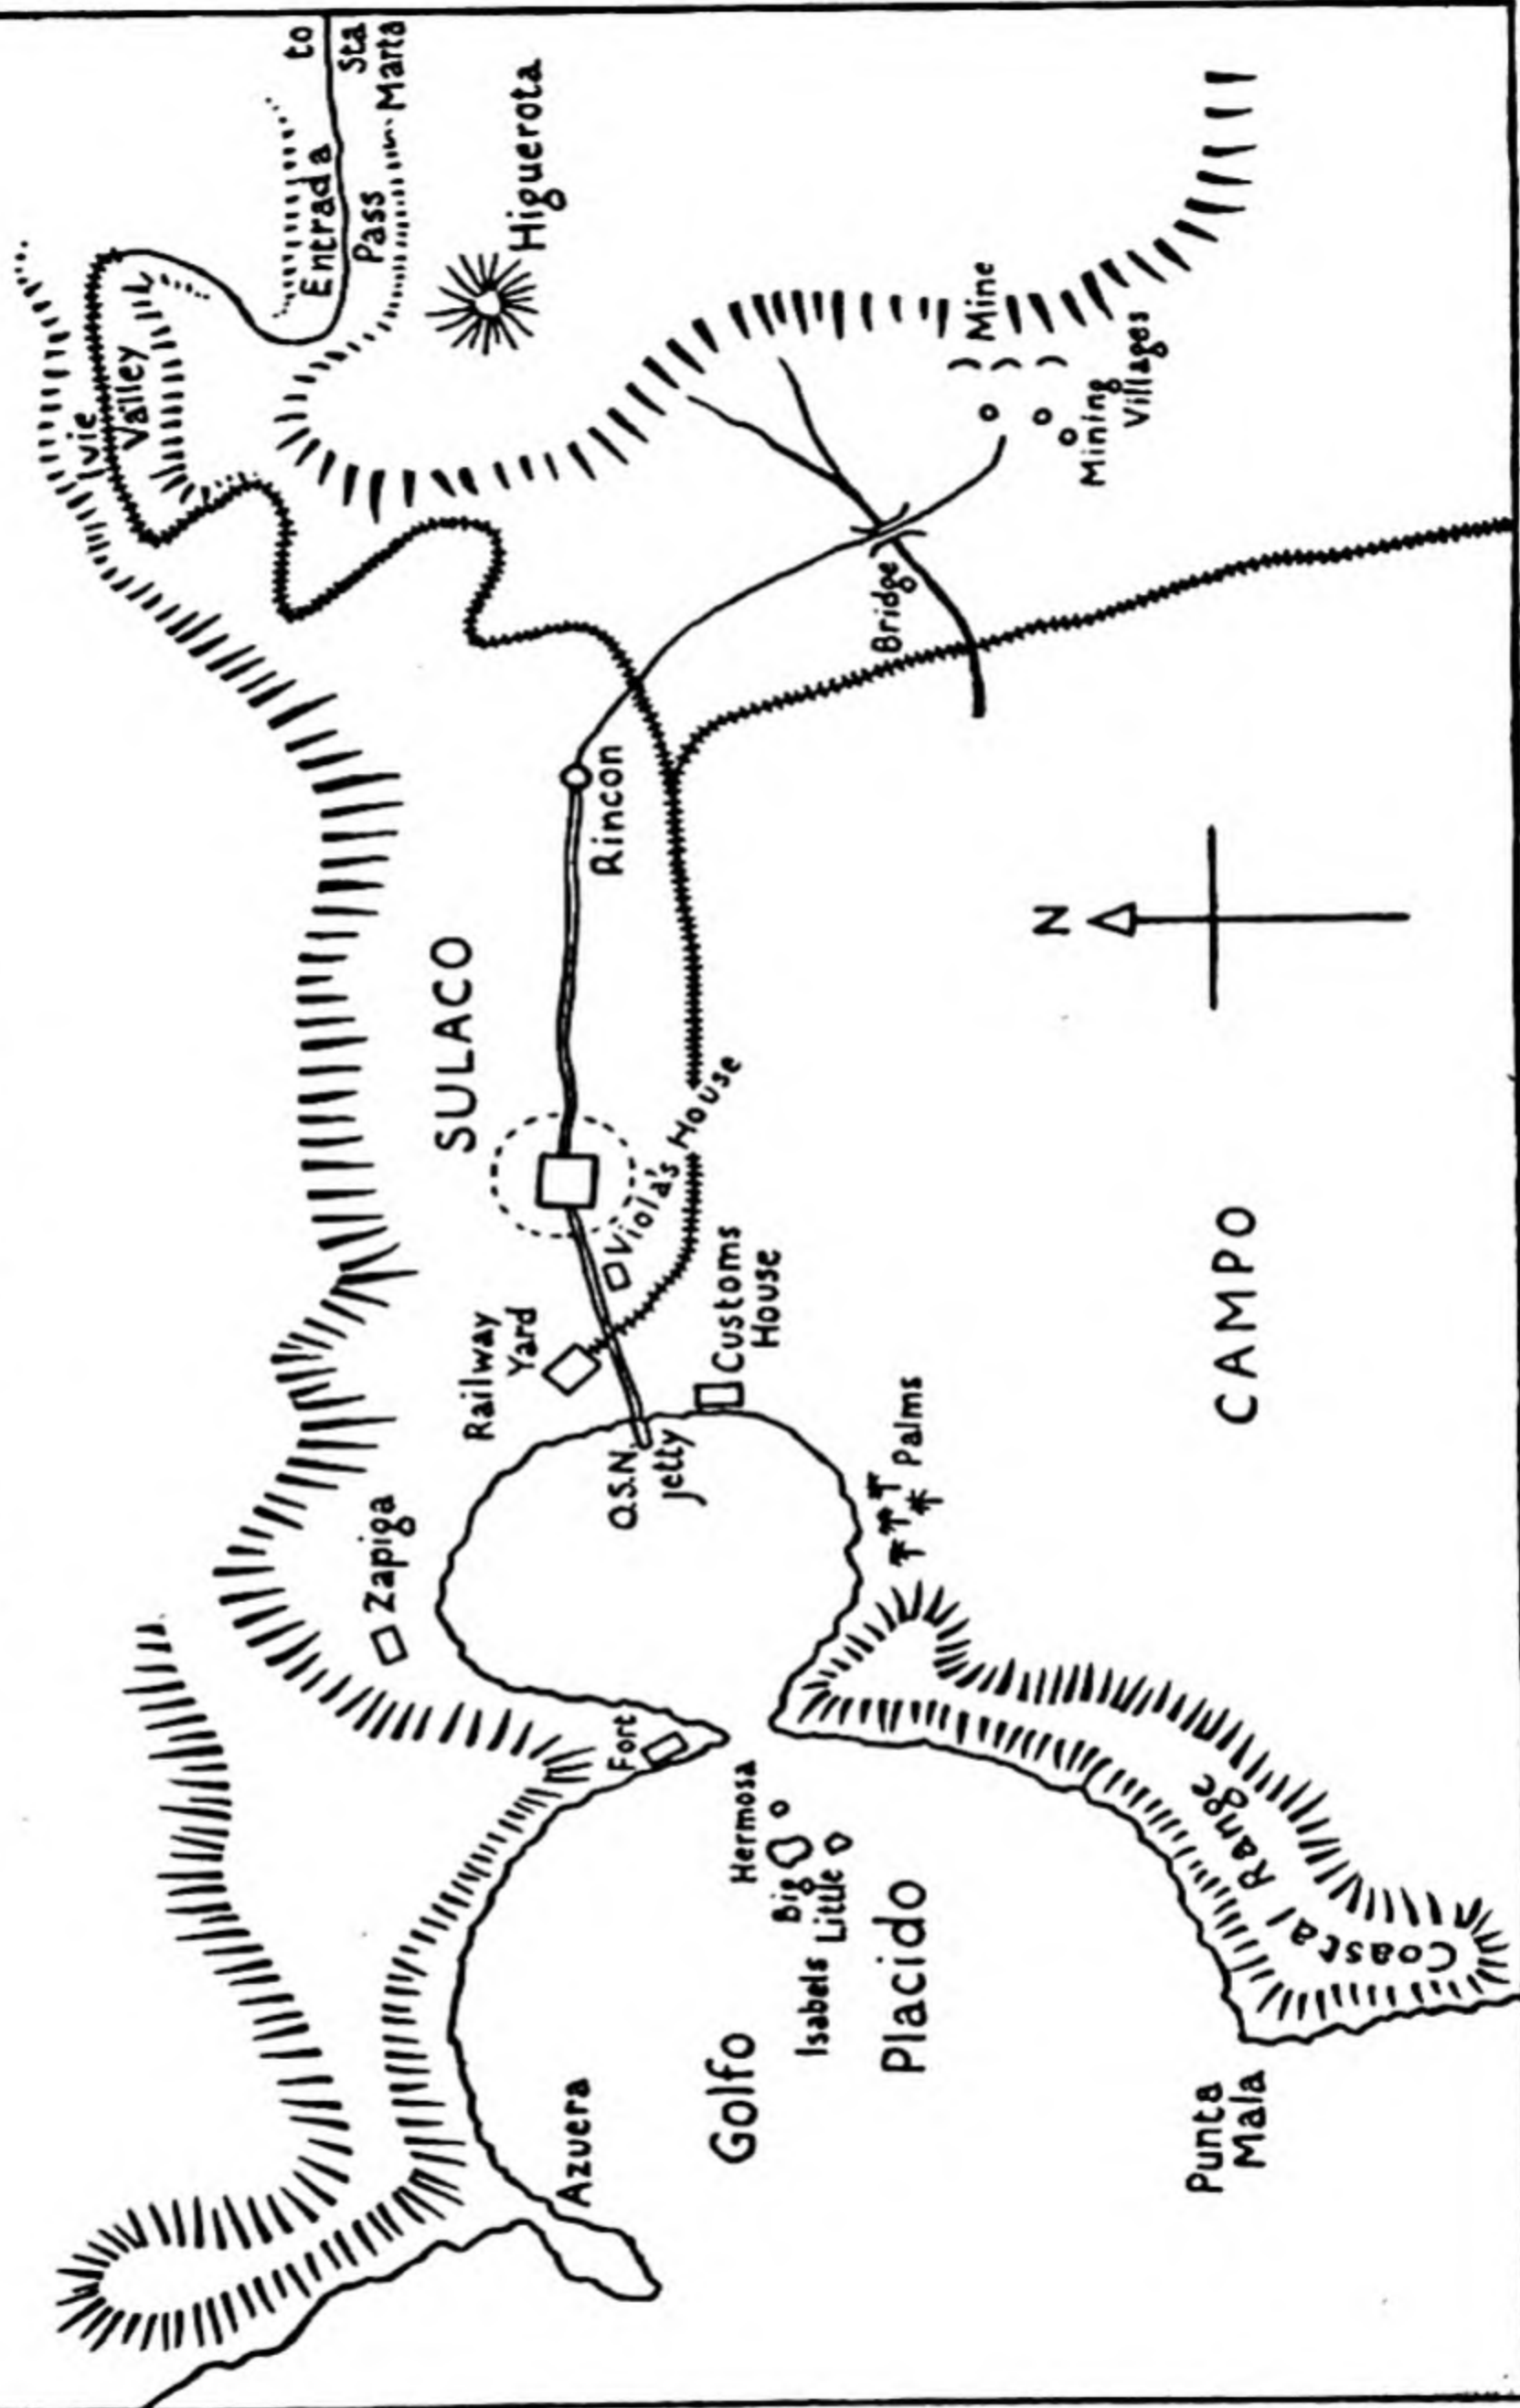 Ivie
Valley
to
Sta
Marta
Entrada
Pass
Higuerota
Zapiga
SULACO
Railway
Yard
Azuera
Fort
O.S.N.
Jetty
Viola's House
Rincon
Golfo
Hermosa
Big
Little
Isabels
Placido
Customs
House
Palms
Bridge
Mine
Mining
Villages
N
Punta
Mala
Coastal Range
CAMPO